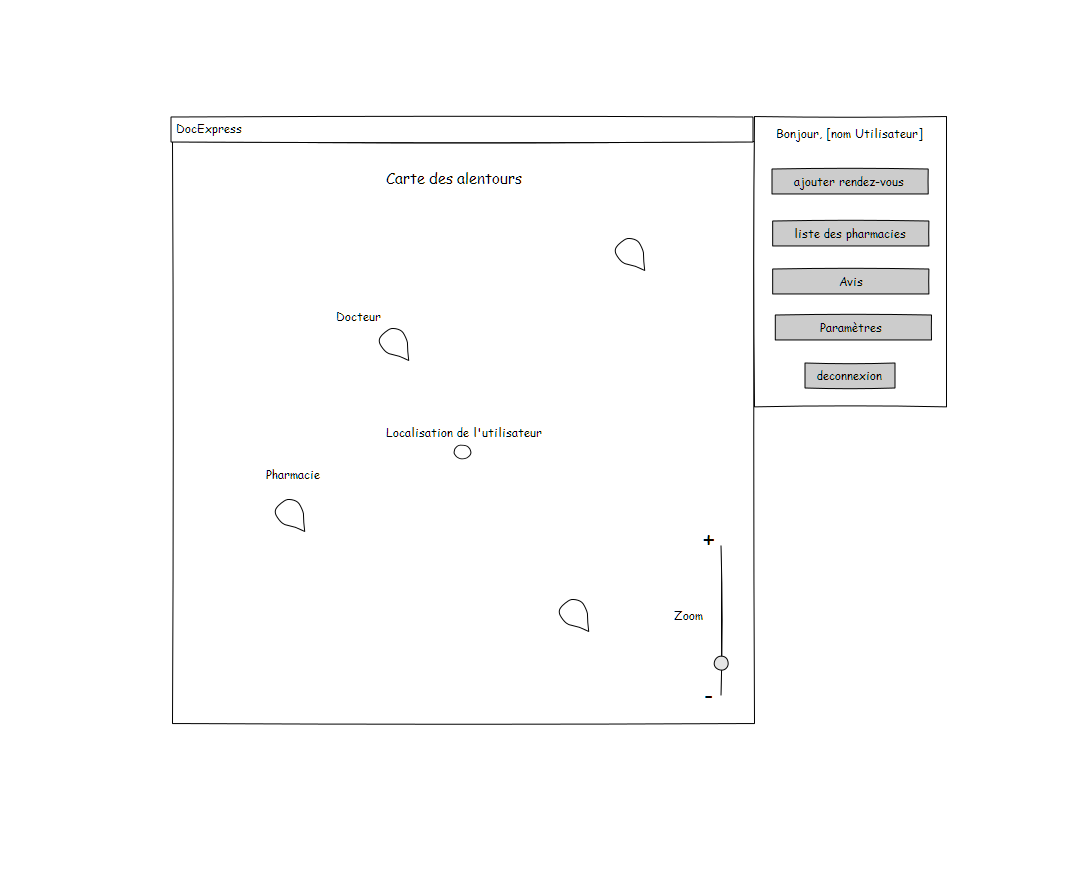 DocExpress
Bonjour, [nom Utilisateur]
Carte des alentours
ajouter rendez-vous
liste des pharmacies
Avis
Docteur
Paramètres
deconnexion
Localisation de l'utilisateur
Pharmacie
+
Zoom
-